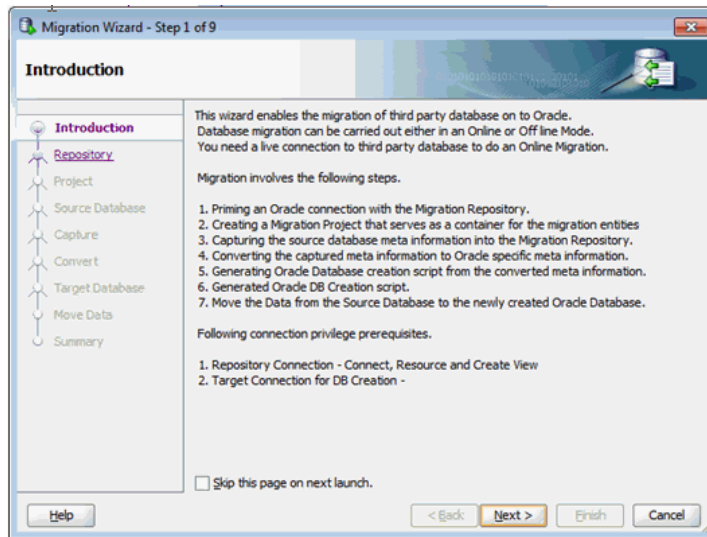 Migration Wizard - Step 1 of 9
Introduction
Introduction
Repository
Project
Source Database
Capture
Convert
Target Database
Move Data
Summary
This wizard enables the migration of third party database on to Oracle.
Database migration can be carried out either in an Online or Off line Mode.
You need a live connection to third party database to do an Online Migration.
Migration involves the following steps.
1. Priming an Oracle connection with the Migration Repository.
2. Creating a Migration Project that serves as a container for the migration entities
3. Capturing the source database meta information into the Migration Repository.
4. Converting the captured meta information to Oracle specific meta information.
5. Generating Oracle Database creation script from the converted meta information.
6. Generated Oracle DB Creation script.
7. Move the Data from the Source Database to the newly created Oracle Database.
Following connection privilege prerequisites.
1. Repository Connection - Connect, Resource and Create View
2. Target Connection for DB Creation -
Skip this page on next launch.
Help
< Back
Next >
Finish
Cancel